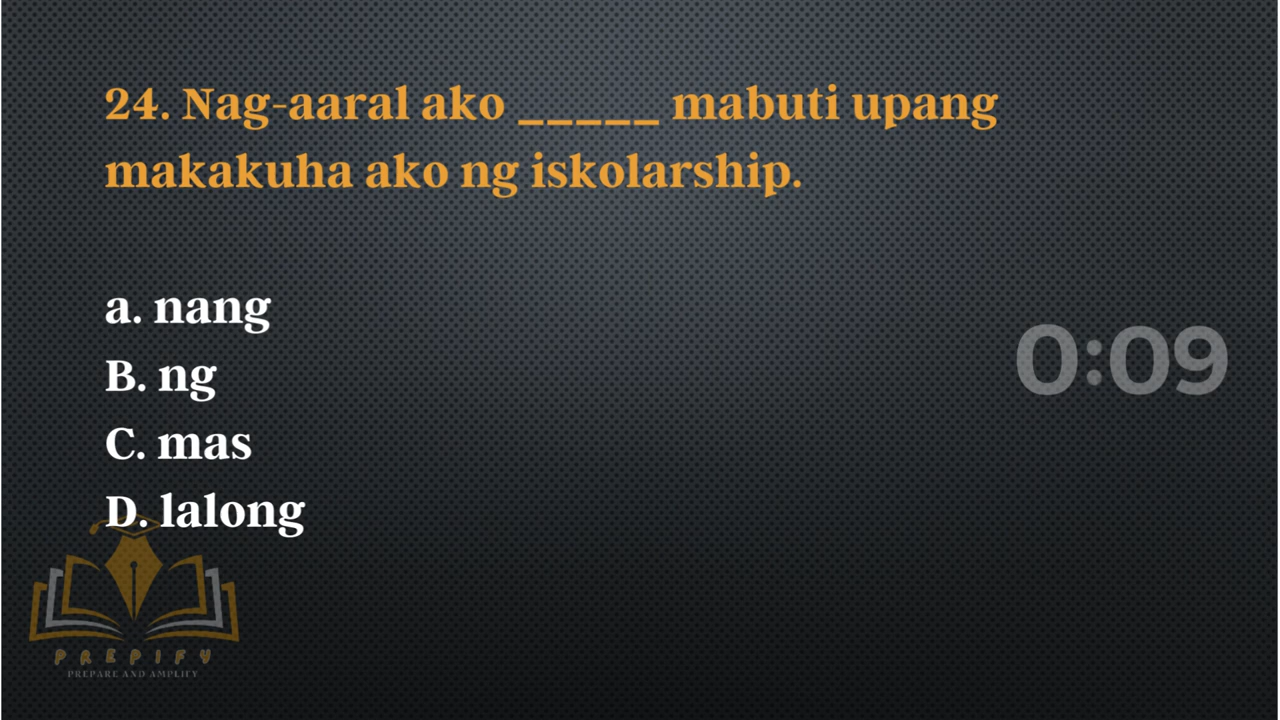 24. Nag-aaral ako _____ mabuti upang
makakuha ako ng iskolarship.
a. nang
B. ng
C. mas
D. lalong
0:09
PREPIFY
PREPARE AND AMPLIFY